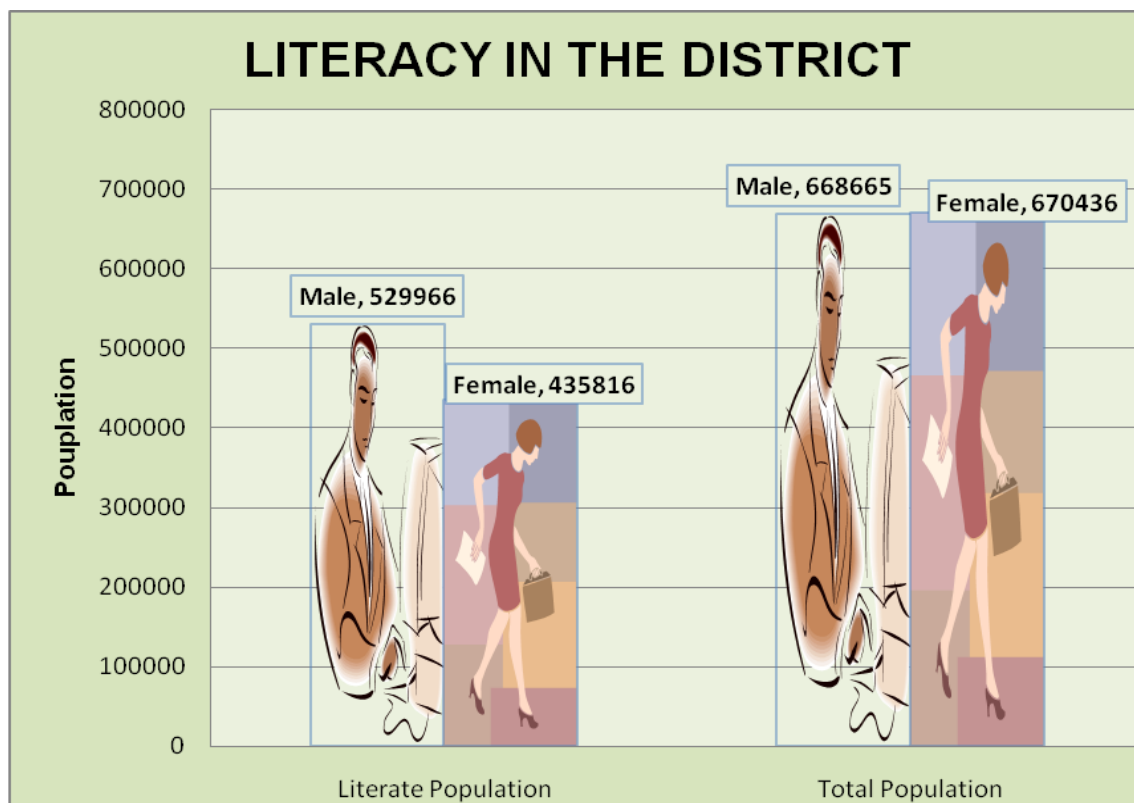 LITERACY IN THE DISTRICT
800000
700000
600000
500000
400000
300000
200000
100000
0
Pouplation
Male, 529966
Female, 435816
Male, 668665
Female, 670436
Literate Population
Total Population